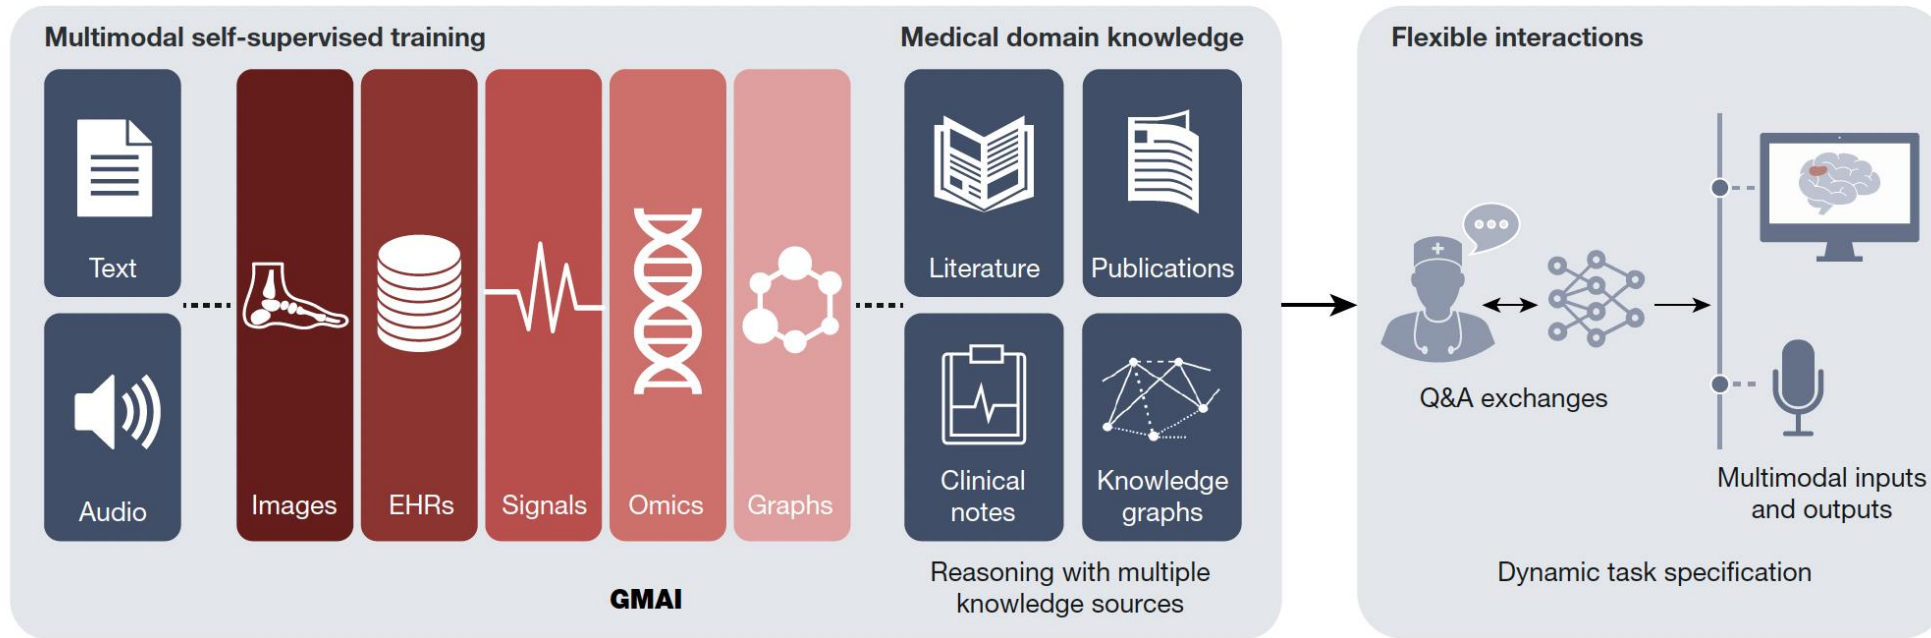 Multimodal self-supervised training
Text
Audio
Images
EHRs
Signals
Omics
Graphs
GMAI
Medical domain knowledge
Literature
Publications
Clinical
notes
Knowledge
graphs
Reasoning with multiple
knowledge sources
Flexible interactions
Q&A exchanges
Multimodal inputs
and outputs
Dynamic task specification